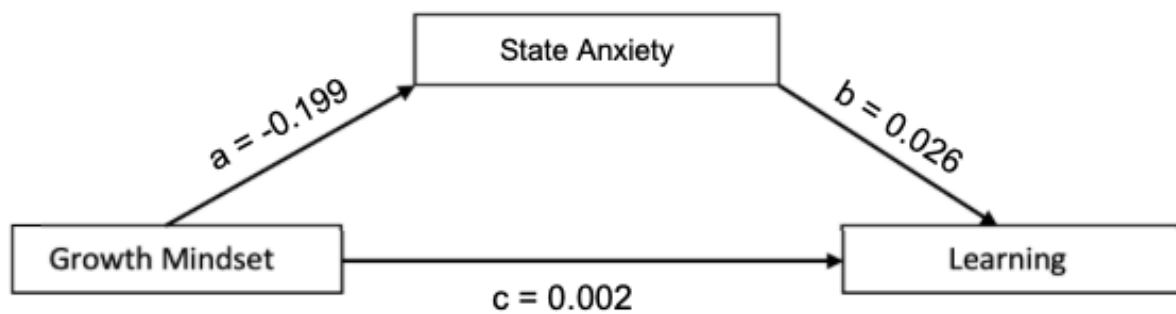 State Anxiety
a = -0.199
b = 0.026
Growth Mindset
Learning
c = 0.002